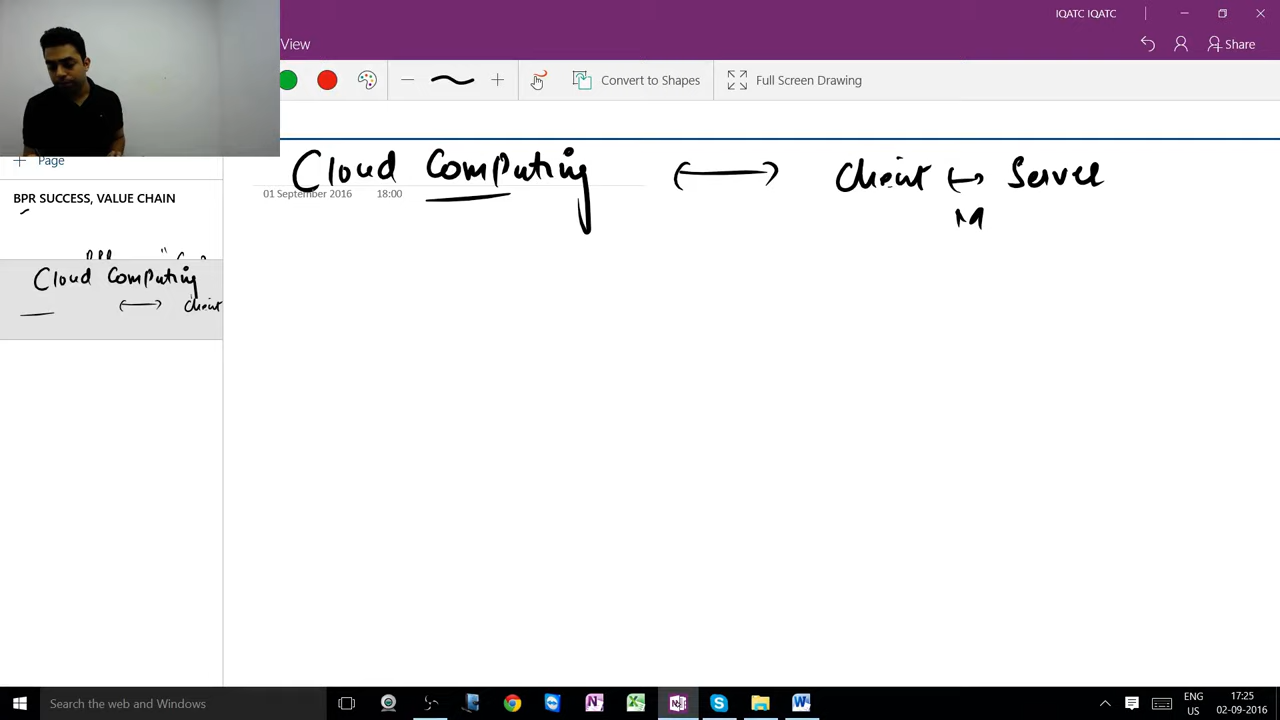 IQATC IQATC
View
Share
Convert to Shapes
Full Screen Drawing
Page
Cloud Computing ↔ Client ↔ Server
01 September 2016 18:00
BPR SUCCESS, VALUE CHAIN
Cloud Computing
↔ Client
Search the web and Windows
ENG
US
17:25
02-09-2016